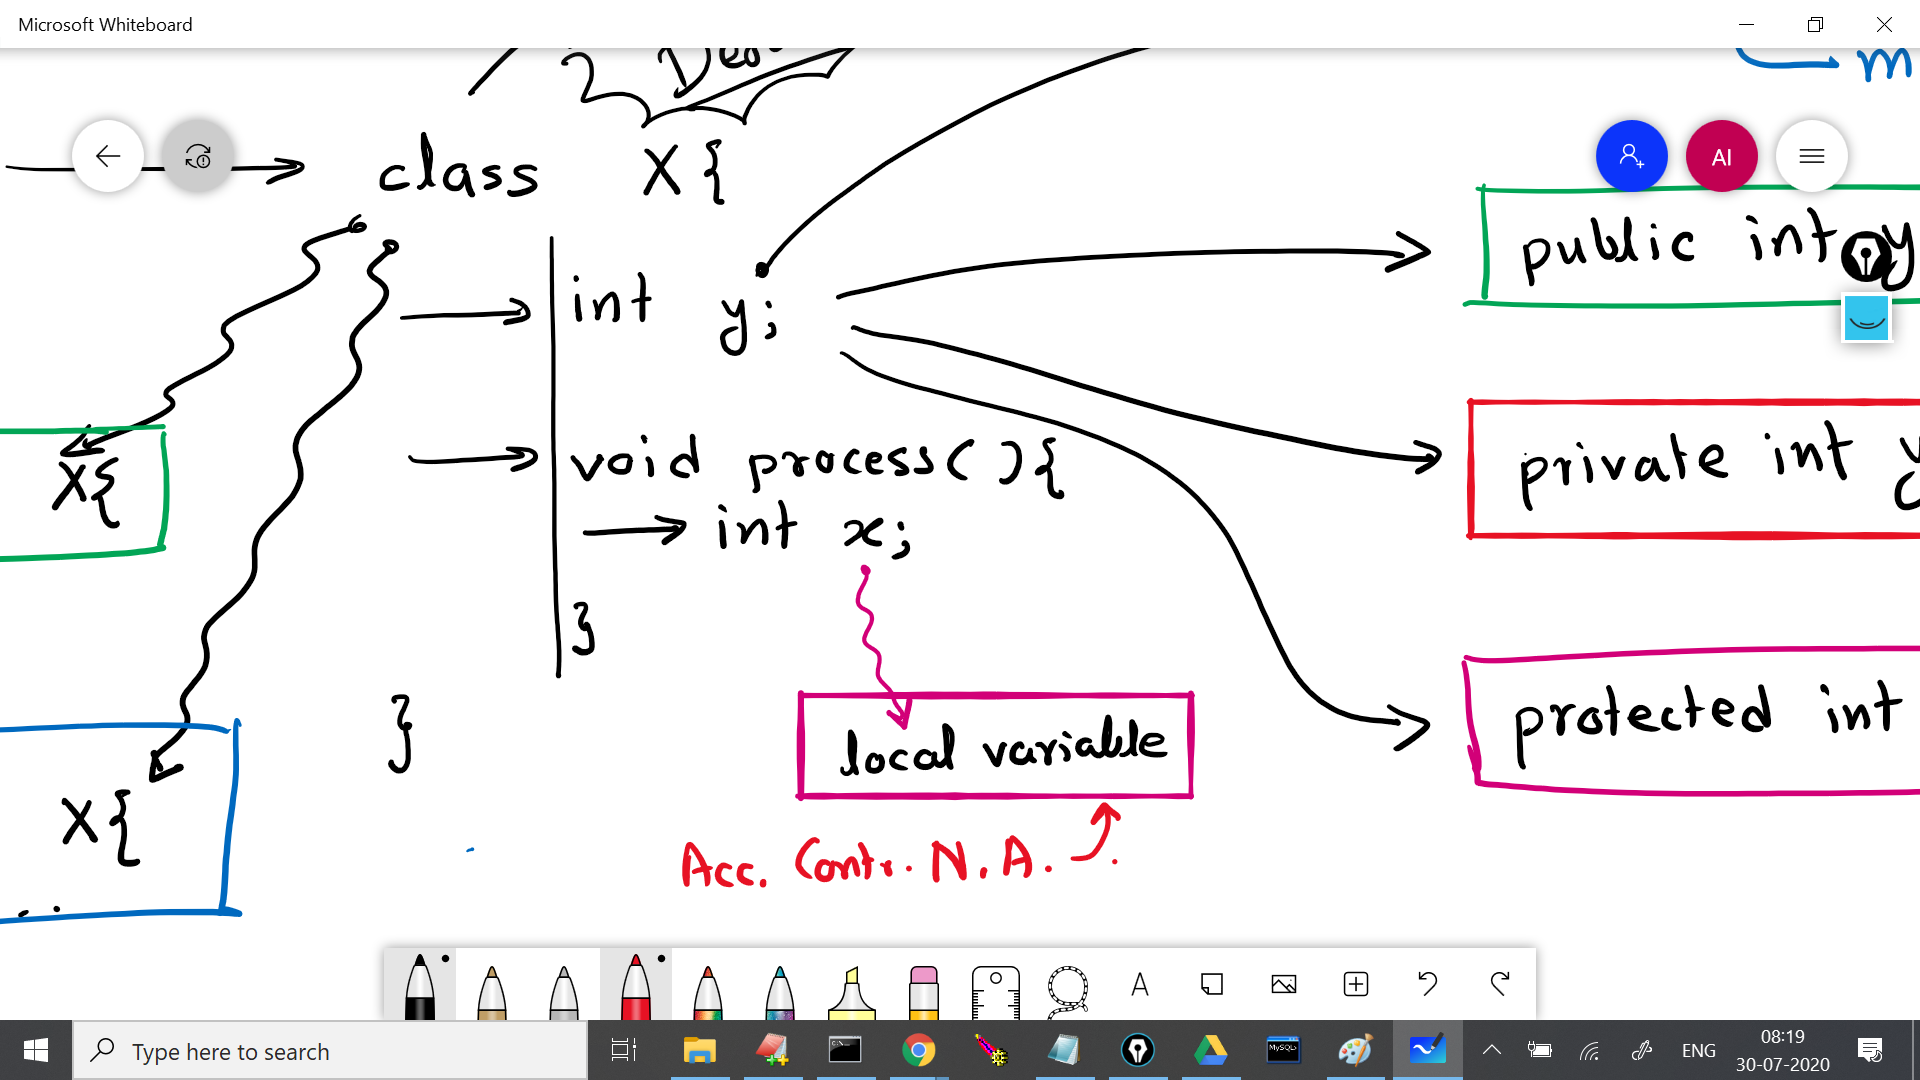 Microsoft Whiteboard
m
class X{
AI
public int y
int y;
X{
void process(){
private int y
int x;
}
}
protected int
local variable
X{
Acc. Contr. N.A.
A
Type here to search
MySQL
ENG
08:19
30-07-2020